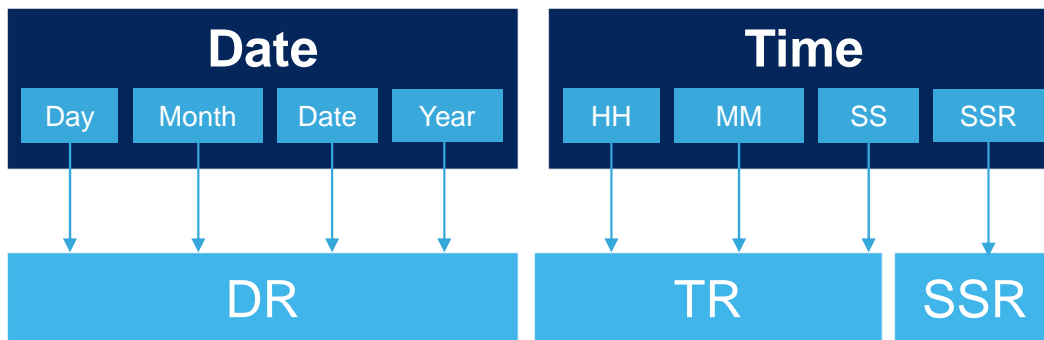 Date
Time
Day Month Date Year
HH MM SS SSR
DR
TR
SSR